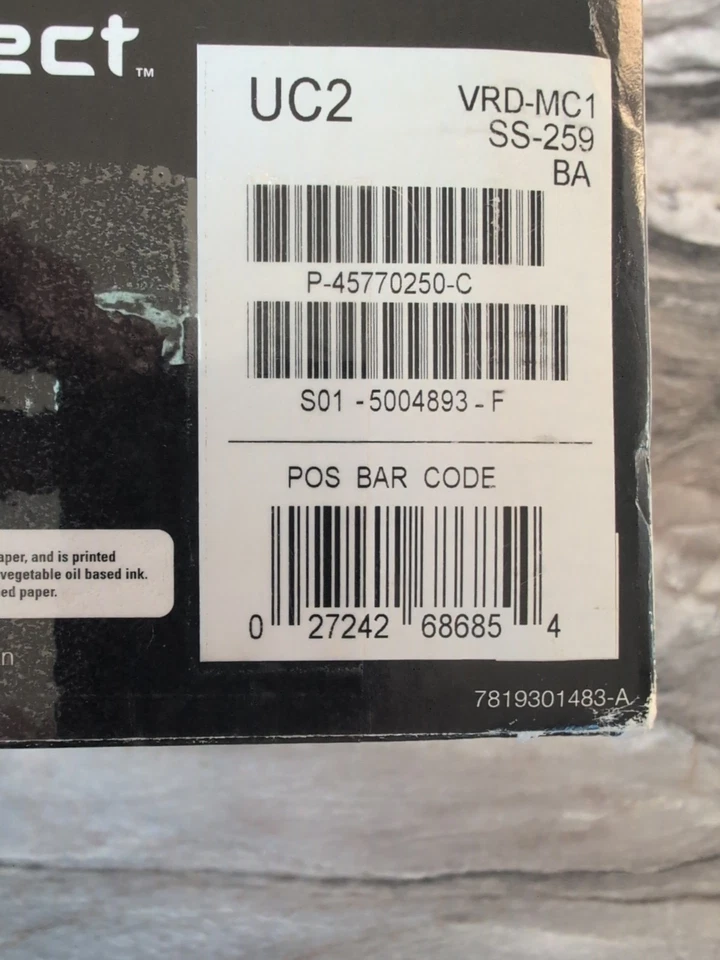 ect™
UC2
VRD-MC1
SS-259
BA
P-45770250-C
S01 -5004893 - F
POS BAR CODE
0 27242 68685 4
aper, and is printed
vegetable oil based ink.
ed paper.
n
7819301483-A